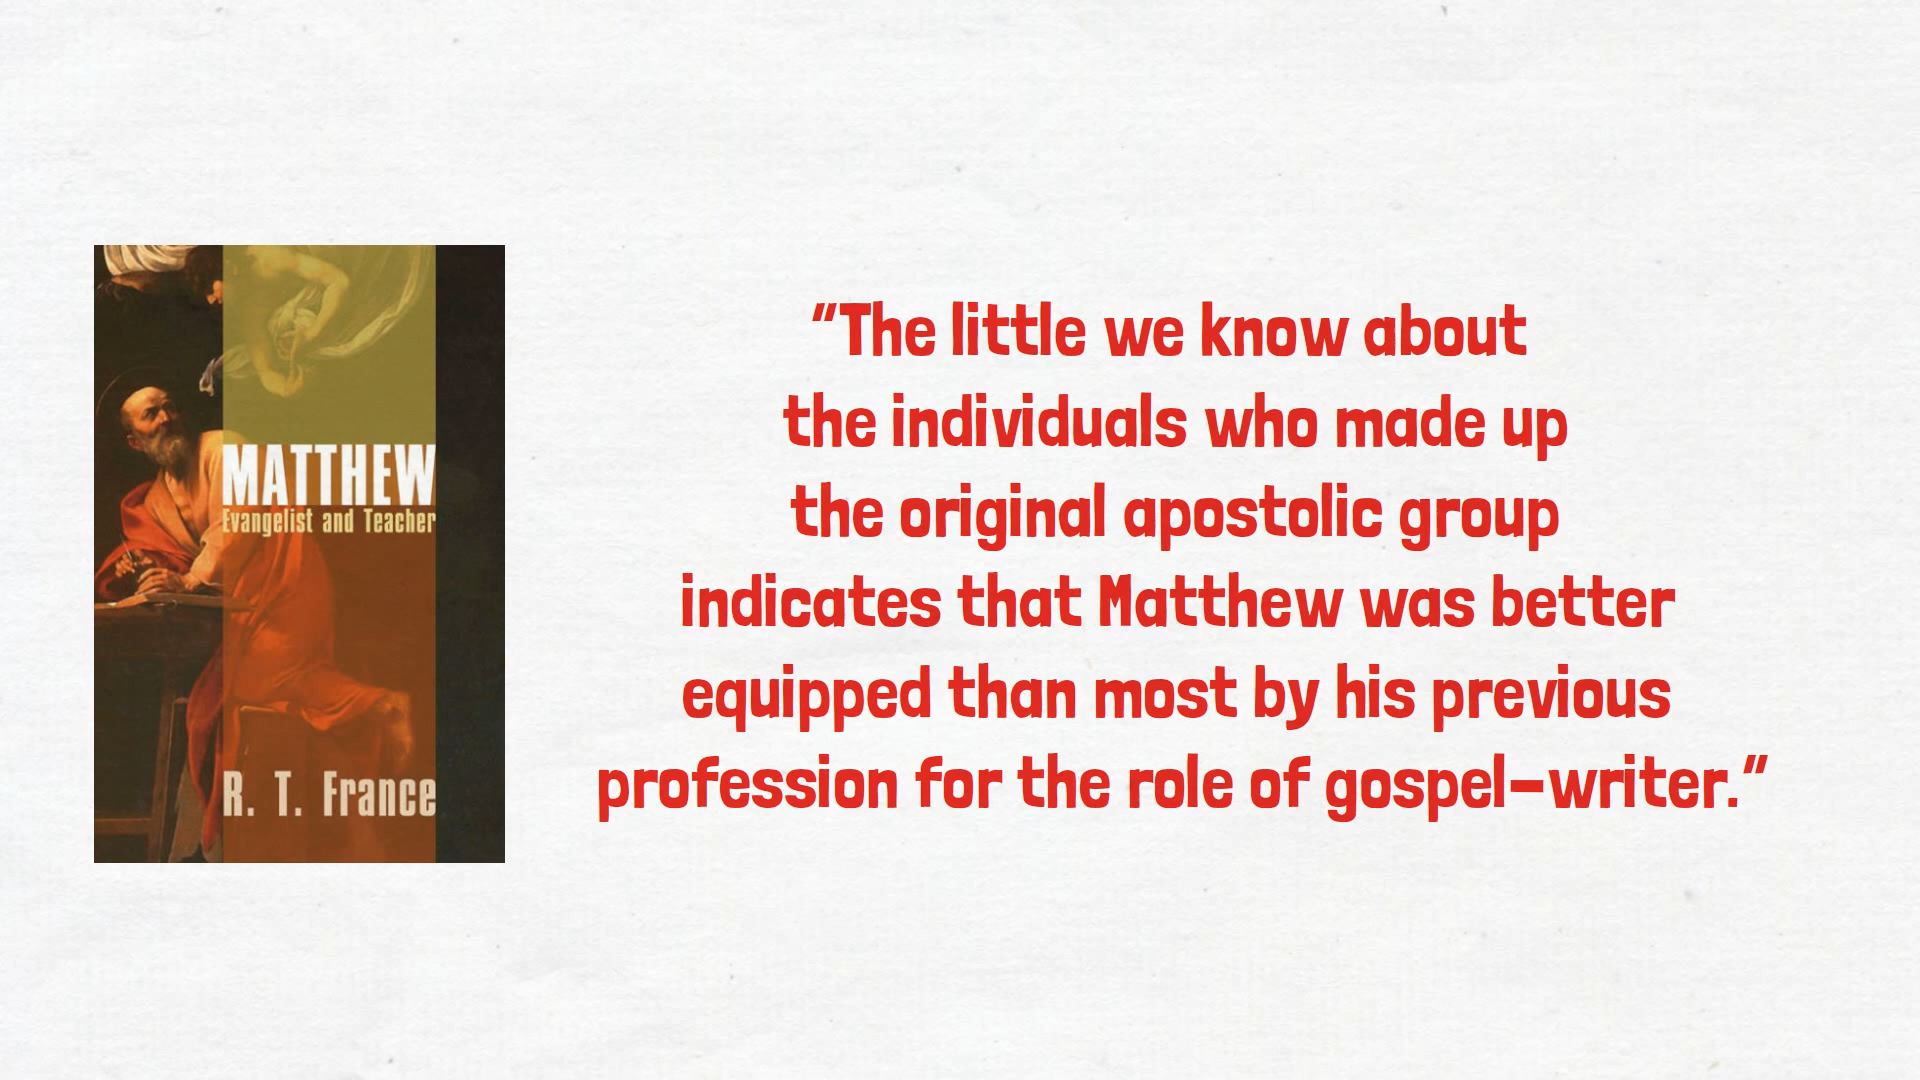 MATTHEW
Evangelist and Teacher
R. T. France
"The little we know about
the individuals who made up
the original apostolic group
indicates that Matthew was better
equipped than most by his previous
profession for the role of gospel-writer."